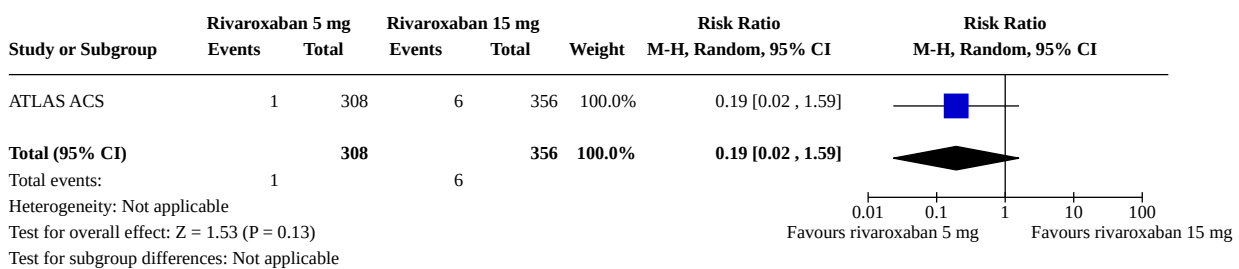 Rivaroxaban 5 mg Rivaroxaban 15 mg Risk Ratio Risk Ratio
Study or Subgroup Events Total Events Total Weight M-H, Random, 95% CI M-H, Random, 95% CI
ATLAS ACS 1 308 6 356 100.0% 0.19 [0.02 , 1.59]
Total (95% CI) 308 356 100.0% 0.19 [0.02 , 1.59]
Total events: 1 6
Heterogeneity: Not applicable
0.01 0.1 1 10 100
Test for overall effect: Z = 1.53 (P = 0.13) Favours rivaroxaban 5 mg Favours rivaroxaban 15 mg
Test for subgroup differences: Not applicable